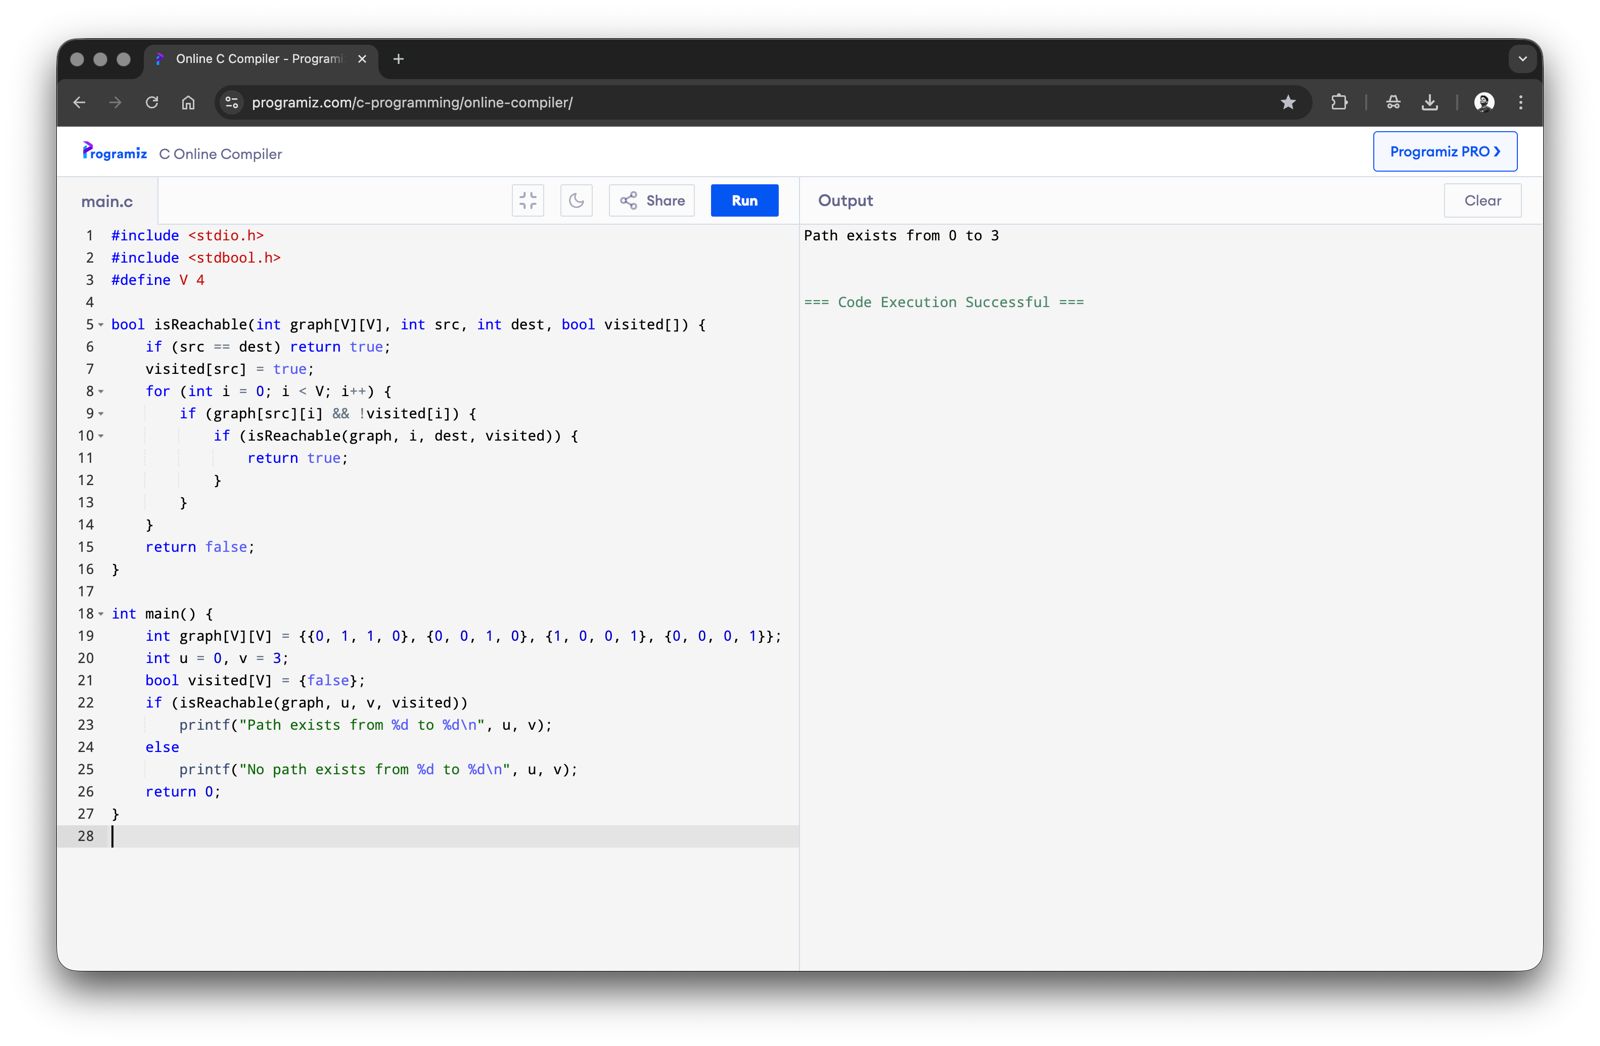 Online C Compiler - Programi
programiz.com/c-programming/online-compiler/
Programiz C Online Compiler
Programiz PRO ›
main.c
Share
Run
Output
Clear
1 #include <stdio.h>
2 #include <stdbool.h>
3 #define V 4
4
5 bool isReachable(int graph[V][V], int src, int dest, bool visited[]) {
6     if (src == dest) return true;
7     visited[src] = true;
8     for (int i = 0; i < V; i++) {
9         if (graph[src][i] && !visited[i]) {
10             if (isReachable(graph, i, dest, visited)) {
11                 return true;
12             }
13         }
14     }
15     return false;
16 }
17
18 int main() {
19     int graph[V][V] = {{0, 1, 1, 0}, {0, 0, 1, 0}, {1, 0, 0, 1}, {0, 0, 0, 1}};
20     int u = 0, v = 3;
21     bool visited[V] = {false};
22     if (isReachable(graph, u, v, visited))
23         printf("Path exists from %d to %d\n", u, v);
24     else
25         printf("No path exists from %d to %d\n", u, v);
26     return 0;
27 }
28
Path exists from 0 to 3
=== Code Execution Successful ===